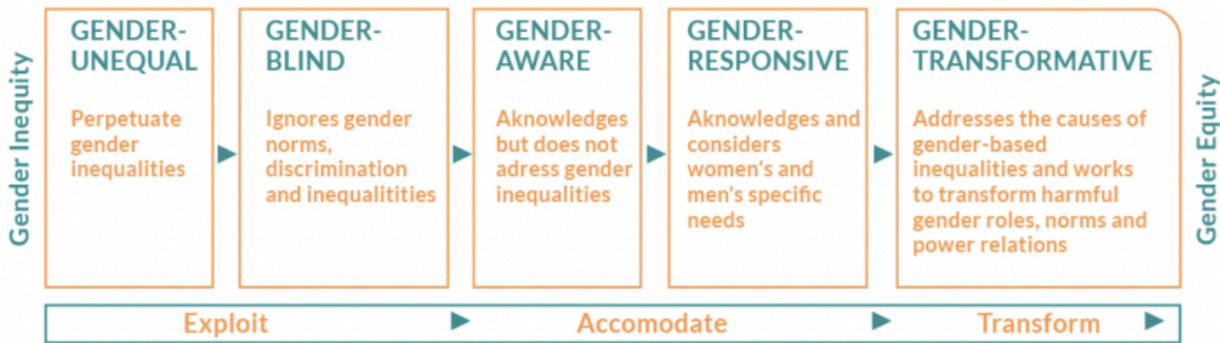 Gender Inequity
GENDER-
UNEQUAL
Perpetuate
gender
inequalities
GENDER-
BLIND
Ignores gender
norms,
discrimination
and inequalitities
GENDER-
AWARE
Aknowledges
but does not
adress gender
inequalities
GENDER-
RESPONSIVE
Aknowledges and
considers
women's and
men's specific
needs
GENDER-
TRANSFORMATIVE
Addresses the causes of
gender-based
inequalities and works
to transform harmful
gender roles, norms and
power relations
Gender Equity
Exploit
Accomodate
Transform